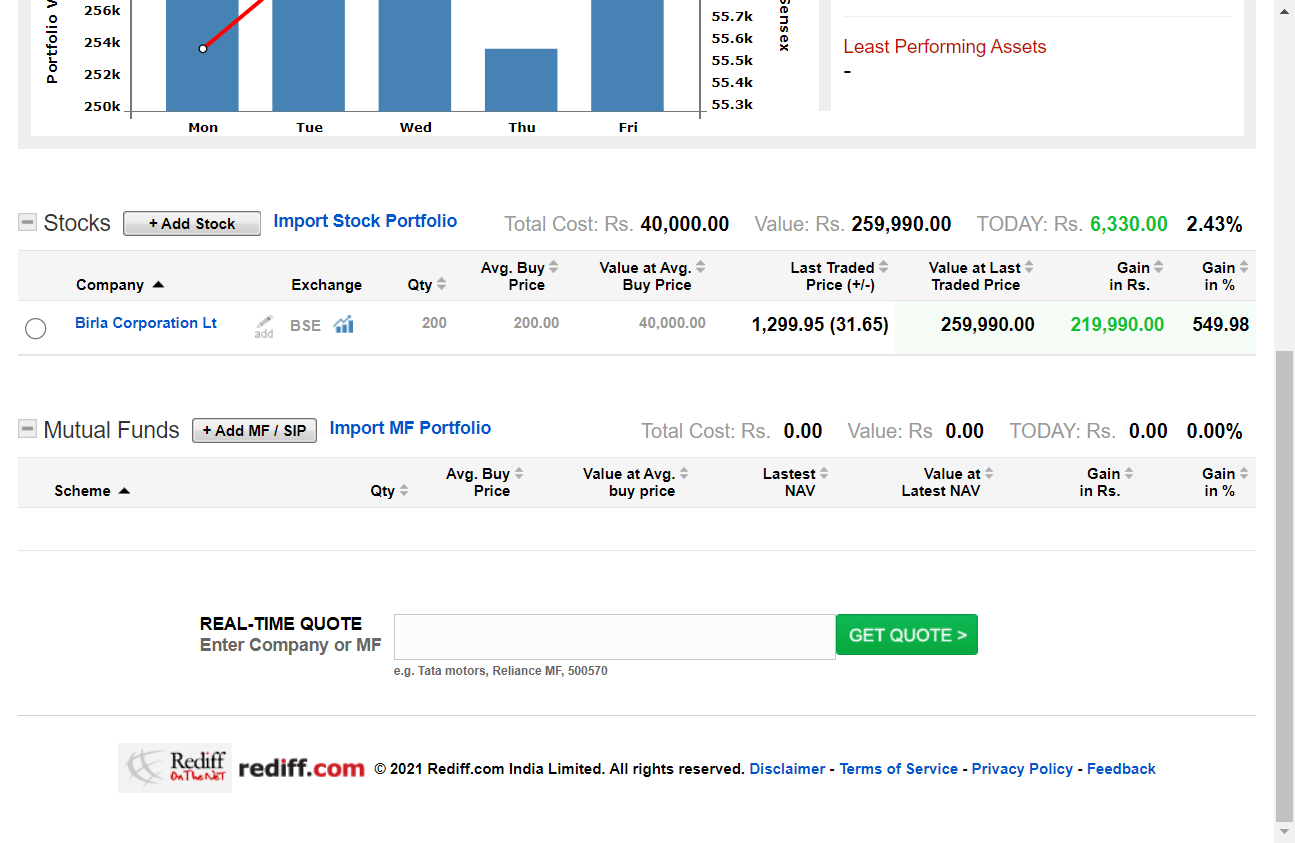 256k
254k
252k
250k
Portfolio V
Mon Tue Wed Thu Fri
55.7k
55.6k
55.5k
55.4k
55.3k
Sensex
Least Performing Assets
-
Stocks + Add Stock Import Stock Portfolio Total Cost: Rs. 40,000.00 Value: Rs. 259,990.00 TODAY: Rs. 6,330.00 2.43%
Company Exchange Qty Avg. Buy Price Value at Avg. Buy Price Last Traded Price (+/-) Value at Last Traded Price Gain in Rs. Gain in %
Birla Corporation Lt add BSE 200 200.00 40,000.00 1,299.95 (31.65) 259,990.00 219,990.00 549.98
Mutual Funds + Add MF / SIP Import MF Portfolio Total Cost: Rs. 0.00 Value: Rs 0.00 TODAY: Rs. 0.00 0.00%
Scheme Qty Avg. Buy Price Value at Avg. buy price Lastest NAV Value at Latest NAV Gain in Rs. Gain in %
REAL-TIME QUOTE
Enter Company or MF
GET QUOTE >
e.g. Tata motors, Reliance MF, 500570
Rediff
On The NeT
rediff.com © 2021 Rediff.com India Limited. All rights reserved. Disclaimer - Terms of Service - Privacy Policy - Feedback